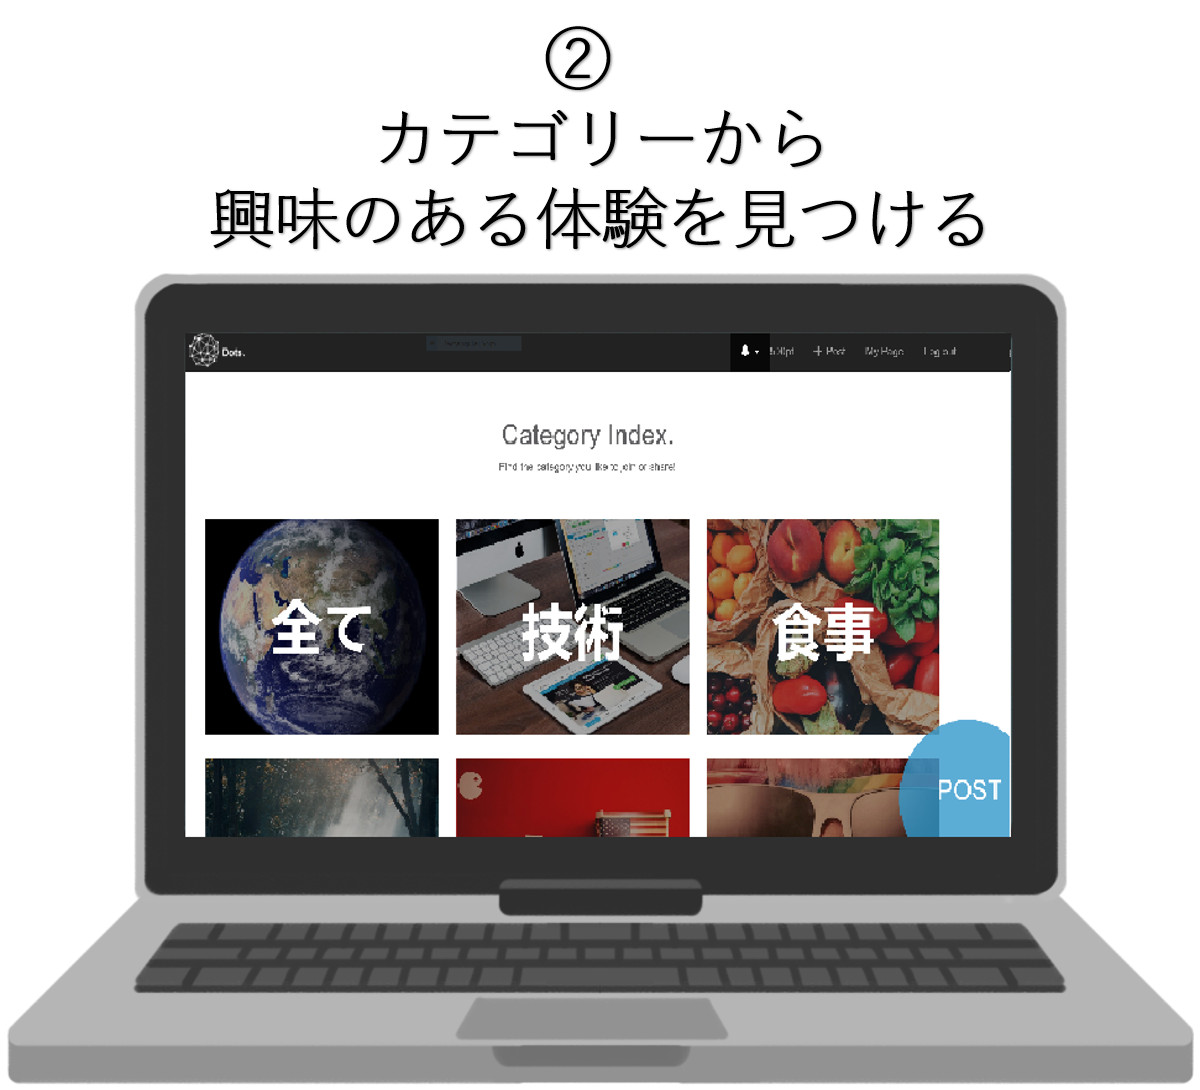 ②
カテゴリーから
興味のある体験を見つける
Dots.
500pt + Post My Page Log out
Category Index.
Find the category you like to join or share!
全て 技術 食事
POST